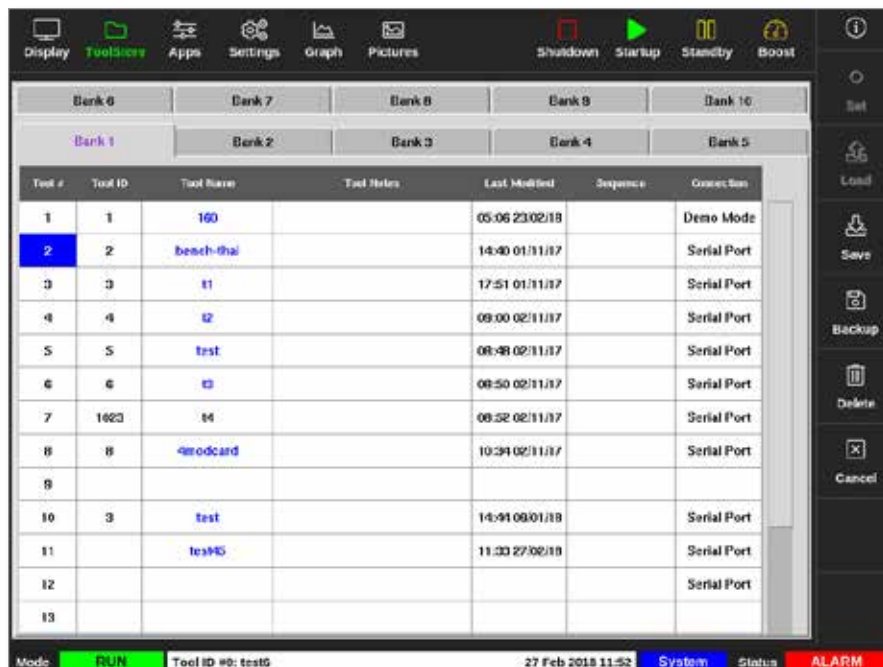 Display ToolStore Apps Settings Graph Pictures Shutdown Startup Standby Boost
Set
Load
Save
Backup
Delete
Cancel
Bank 6 Bank 7 Bank 8 Bank 9 Bank 10
Bank 1 Bank 2 Bank 3 Bank 4 Bank 5
Tool # Tool ID Tool Name Tool Notes Last Modified Sequence Connection
1 1 160 05:06 23/02/18 Demo Mode
2 2 bench-thai 14:40 01/11/17 Serial Port
3 3 t1 17:51 01/11/17 Serial Port
4 4 t2 09:00 02/11/17 Serial Port
5 5 test 08:48 02/11/17 Serial Port
6 6 t3 08:50 02/11/17 Serial Port
7 1023 t4 08:52 02/11/17 Serial Port
8 8 4modcard 10:34 02/11/17 Serial Port
9
10 3 test 14:44 Serial Port
11 11:33 27/02/18 Serial Port
12 Serial Port
13
Mode RUN Tool ID #0: test6 27 Feb 2018 11:52 System Status ALARM